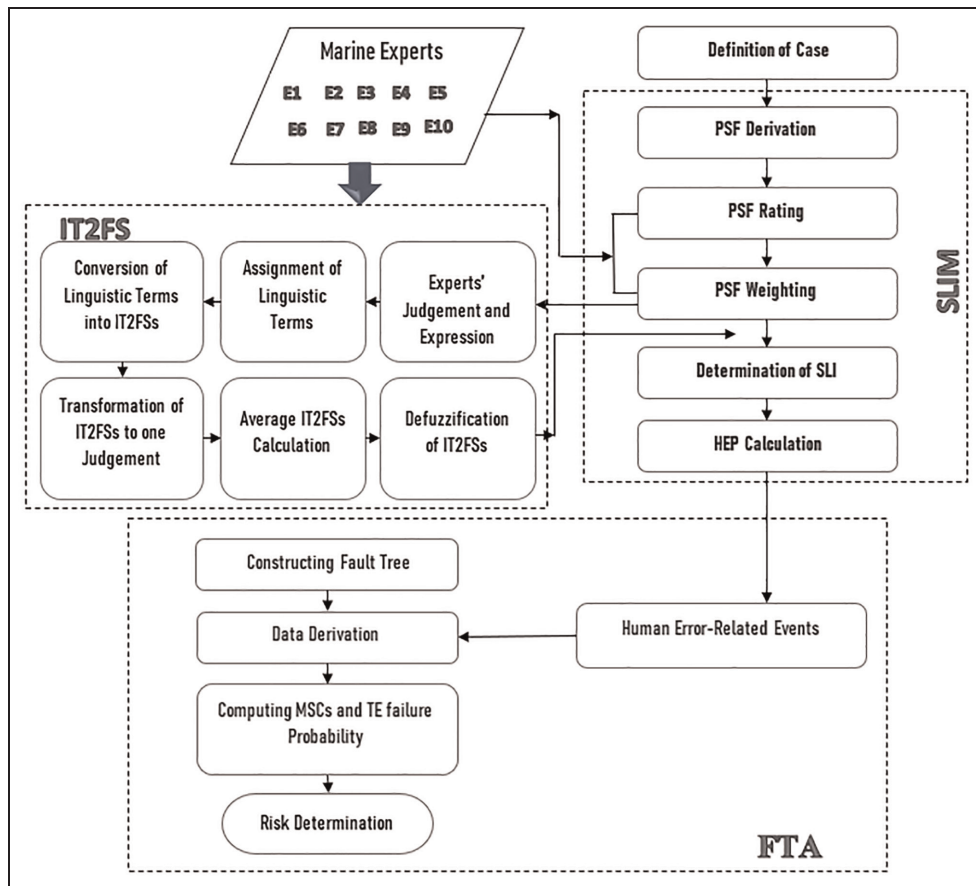 Marine Experts
E1 E2 E3 E4 E5
E6 E7 E8 E9 E10
Definition of Case
SLIM
PSF Derivation
PSF Rating
PSF Weighting
Determination of SLI
HEP Calculation
IT2FS
Conversion of
Linguistic Terms
into IT2FSs
Assignment of
Linguistic
Terms
Experts'
Judgement and
Expression
Transformation of
IT2FSs to one
Judgement
Average IT2FSs
Calculation
Defuzzification
of IT2FSs
Constructing Fault Tree
Data Derivation
Human Error-Related Events
Computing MSCs and TE failure
Probability
Risk Determination
FTA